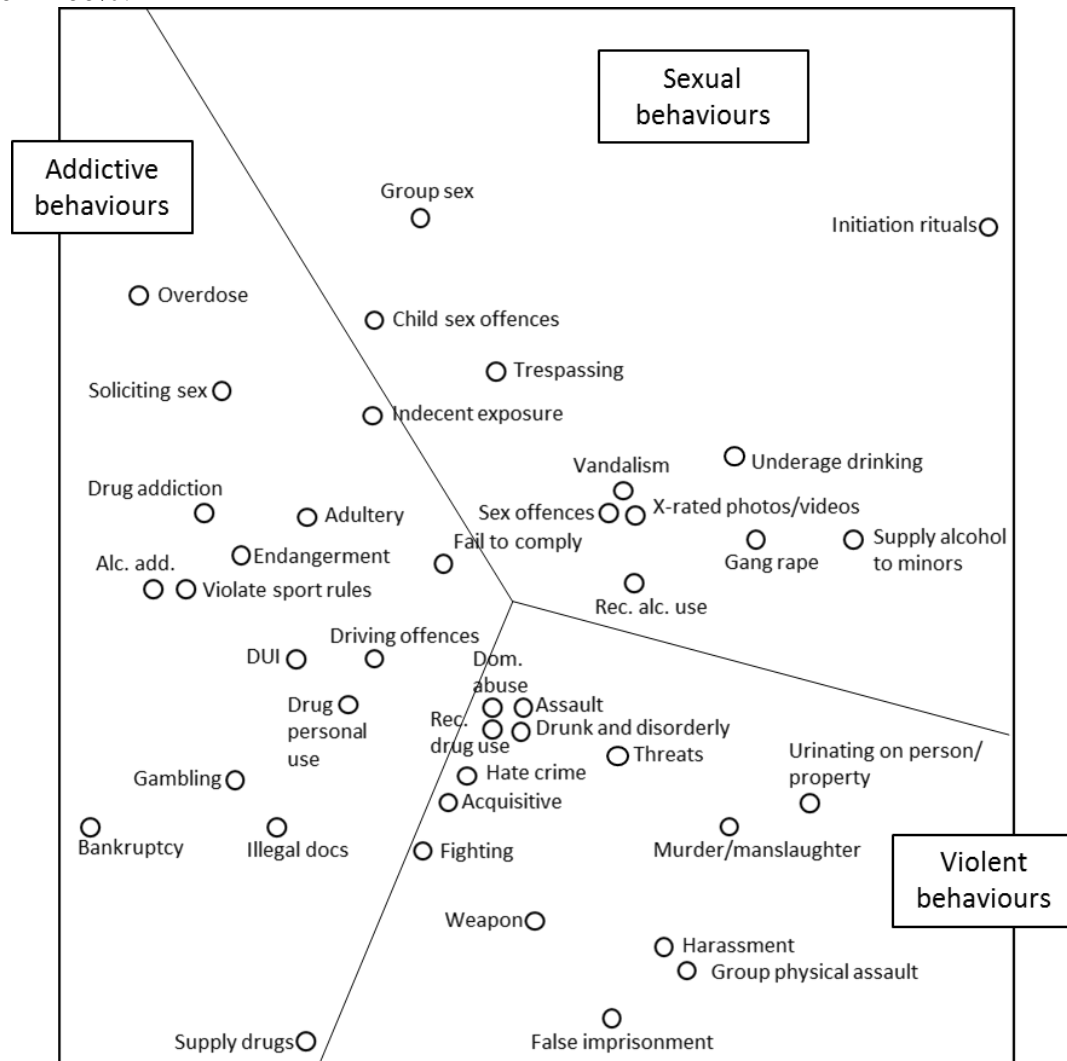 Sexual
behaviours
Addictive
behaviours
Group sex
Initiation rituals
Overdose
Child sex offences
Trespassing
Soliciting sex
Indecent exposure
Vandalism
Underage drinking
Drug addiction
Adultery
Sex offences
X-rated photos/videos
Fail to comply
Endangerment
Gang rape
Supply alcohol
to minors
Alc. add.
Violate sport rules
Rec. alc. use
Driving offences
DUI
Dom.
abuse
Drug
personal
use
Assault
Rec.
drug use
Drunk and disorderly
Threats
Urinating on person/
property
Gambling
Hate crime
Acquisitive
Bankruptcy
Illegal docs
Fighting
Murder/manslaughter
Violent
behaviours
Weapon
Harassment
Group physical assault
Supply drugs
False imprisonment